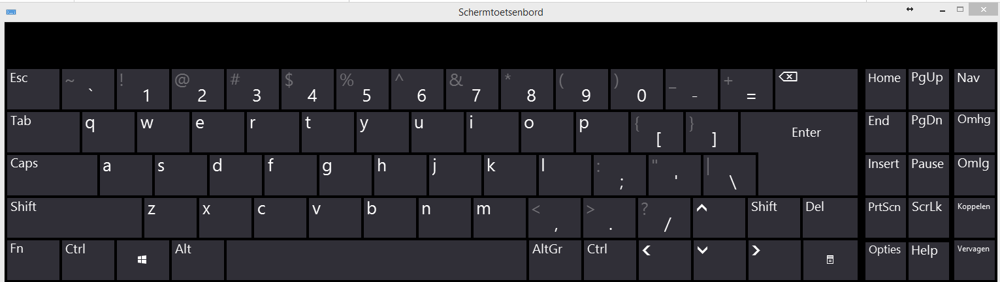 Schermtoetsenbord
Esc ~ ` ! 1 @ 2 # 3 $ 4 % 5 ^ 6 & 7 * 8 ( 9 ) 0 _ - + = Home PgUp Nav
Tab q w e r t y u i o p { [ } ] Enter End PgDn Omhg
Caps a s d f g h j k l : ; " ' | \ Insert Pause Omlg
Shift z x c v b n m < , > . ? / Shift Del PrtScn ScrLk Koppelen
Fn Ctrl Alt AltGr Ctrl Opties Help Vervagen